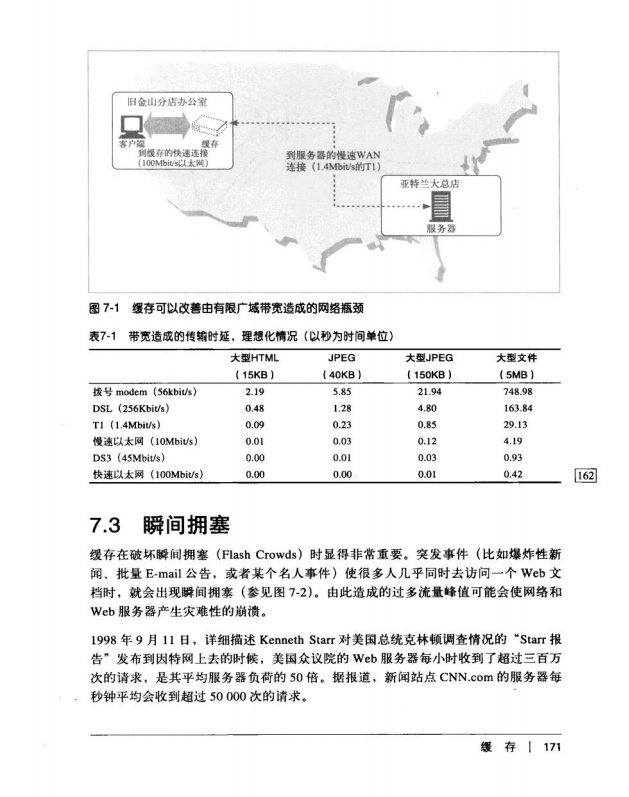 旧金山分店办公室
客户端
缓存
到缓存的快速连接
(100Mbit/s以太网)
到服务器的慢速WAN
连接（1.4Mbit/s的T1）
亚特兰大总店
服务器
图 7-1 缓存可以改善由有限广域带宽造成的网络瓶颈
表7-1 带宽造成的传输时延，理想化情况（以秒为时间单位）
大型HTML JPEG 大型JPEG 大型文件
（15KB） （40KB） （150KB） （5MB）
拨号 modem（56kbit/s） 2.19 5.85 21.94 748.98
DSL（256Kbit/s） 0.48 1.28 4.80 163.84
T1（1.4Mbit/s） 0.09 0.23 0.85 29.13
慢速以太网（10Mbit/s） 0.01 0.03 0.12 4.19
DS3（45Mbit/s） 0.00 0.01 0.03 0.93
快速以太网（100Mbit/s） 0.00 0.00 0.01 0.42
162
7.3 瞬间拥塞
缓存在破坏瞬间拥塞（Flash Crowds）时显得非常重要。突发事件（比如爆炸性新
闻、批量 E-mail 公告，或者某个名人事件）使很多人几乎同时去访问一个 Web 文
档时，就会出现瞬间拥塞（参见图 7-2）。由此造成的过多流量峰值可能会使网络和
Web 服务器产生灾难性的崩溃。
1998 年 9 月 11 日，详细描述 Kenneth Starr 对美国总统克林顿调查情况的“Starr 报
告”发布到因特网上去的时候，美国众议院的 Web 服务器每小时收到了超过三百万
次的请求，是其平均服务器负荷的 50 倍。据报道，新闻站点 CNN.com 的服务器每
秒钟平均会收到超过 50 000 次的请求。
缓 存 | 171